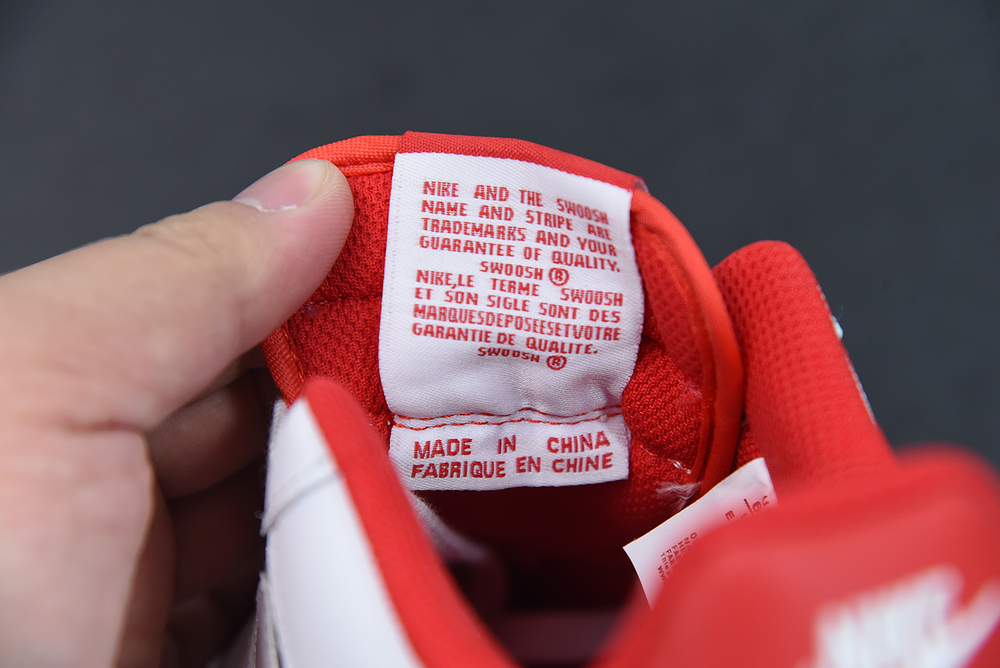 NIKE AND THE SWOOSH
NAME AND STRIPE ARE
TRADEMARKS AND YOUR
GUARANTEE OF QUALITY.
SWOOSH ®
NIKE,LE TERME SWOOSH
ET SON SIGLE SONT DES
MARQUESDEPOSEESETVOTRE
GARANTIE DE QUALITE.
SWOOSH ®
MADE IN CHINA
FABRIQUE EN CHINE
NIKE